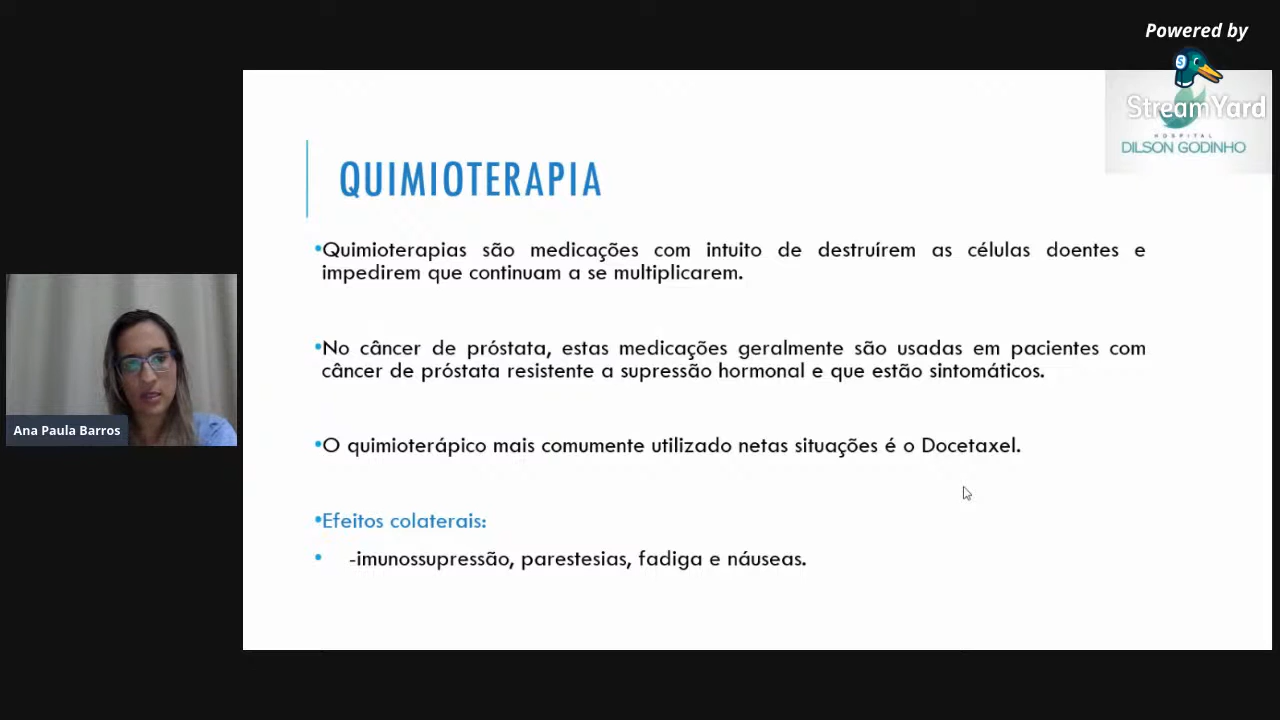 Powered by
StreamYard
HOSPITAL
DILSON GODINHO
QUIMIOTERAPIA
•Quimioterapias são medicações com intuito de destruírem as células doentes e
impedirem que continuam a se multiplicarem.
•No câncer de próstata, estas medicações geralmente são usadas em pacientes com
câncer de próstata resistente a supressão hormonal e que estão sintomáticos.
•O quimioterápico mais comumente utilizado netas situações é o Docetaxel.
•Efeitos colaterais:
• -imunossupressão, parestesias, fadiga e náuseas.
Ana Paula Barros